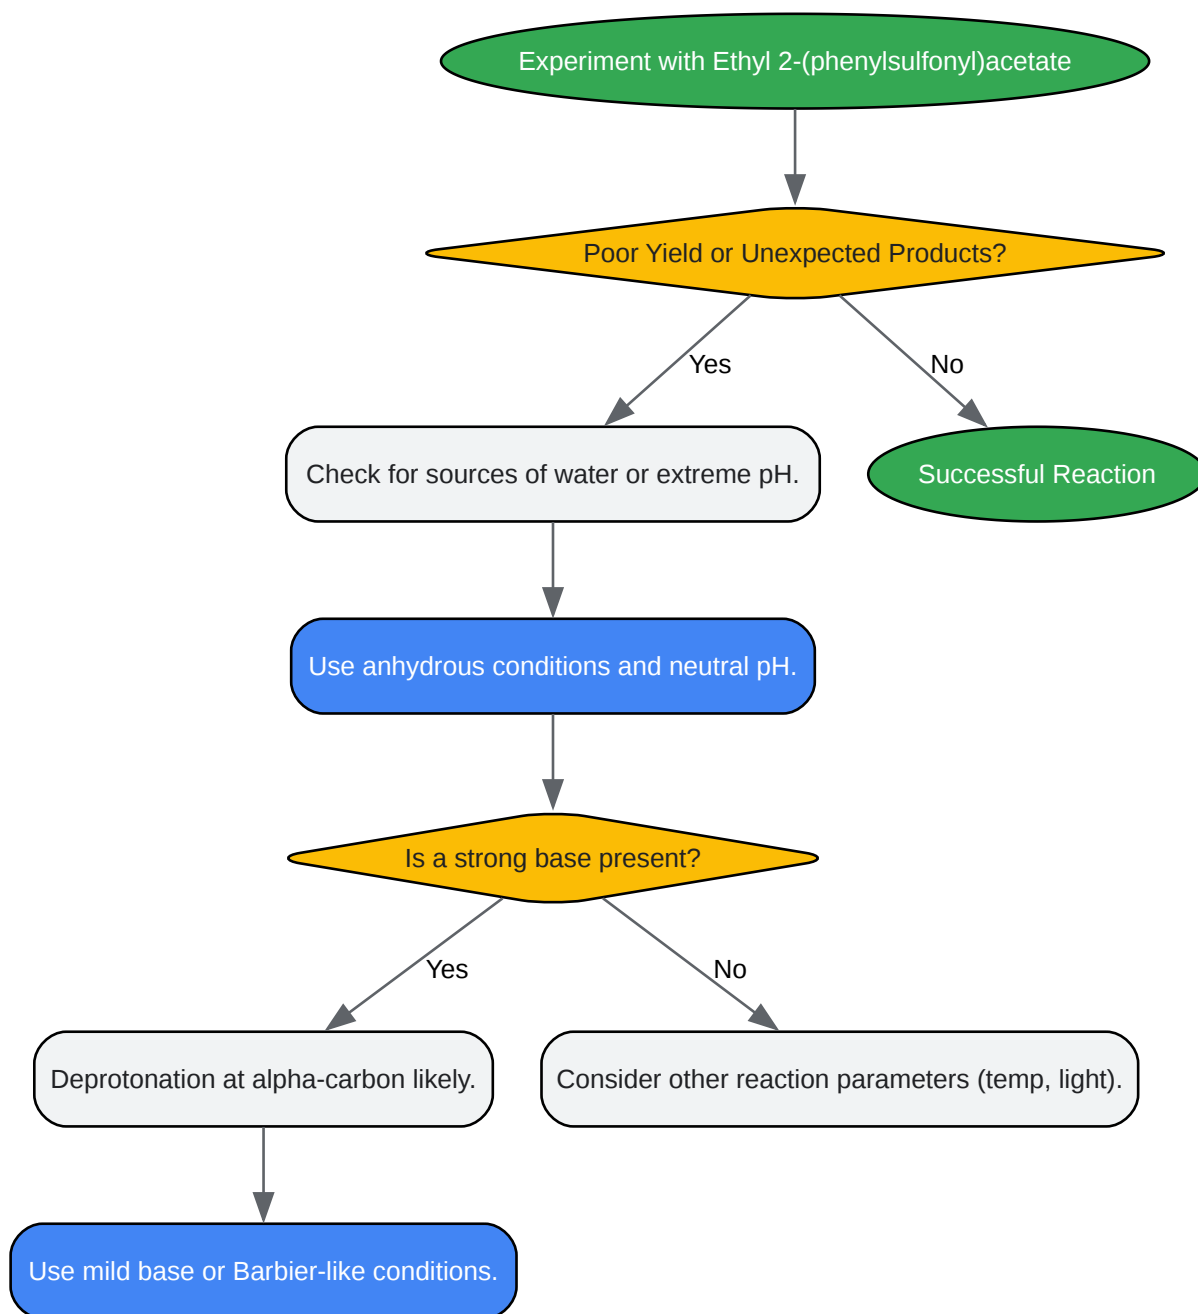 Experiment with Ethyl 2-(phenylsulfonyl)acetate
Poor Yield or Unexpected Products?
Yes
No
Check for sources of water or extreme pH.
Successful Reaction
Use anhydrous conditions and neutral pH.
Is a strong base present?
Yes
No
Deprotonation at alpha-carbon likely.
Consider other reaction parameters (temp, light).
Use mild base or Barbier-like conditions.